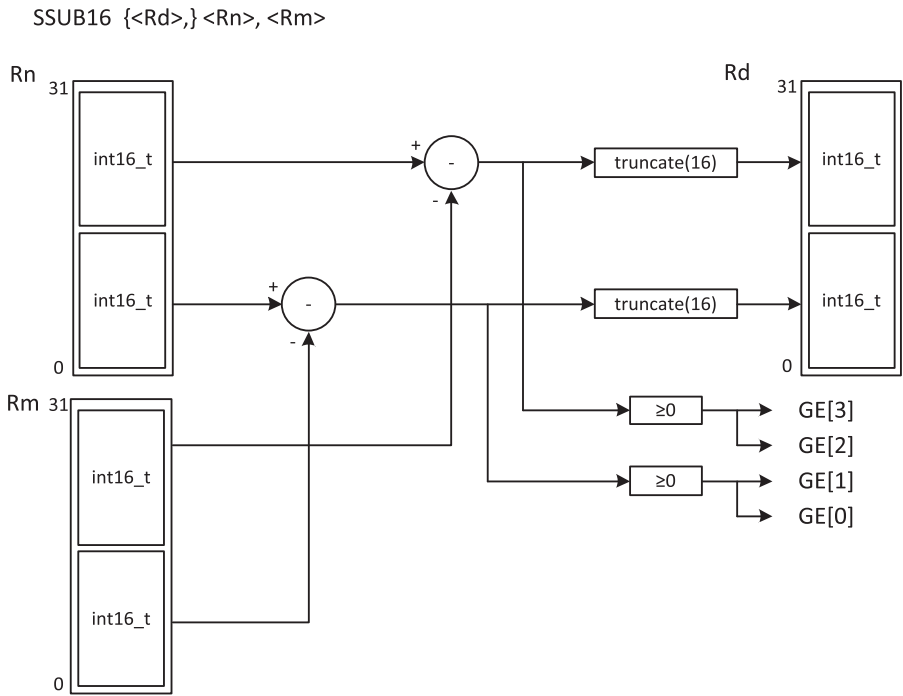 SSUB16 {<Rd>,} <Rn>, <Rm>
Rn
31
int16_t
int16_t
0
Rm
31
int16_t
int16_t
0
+
-
-
+
-
-
truncate(16)
truncate(16)
≥0
≥0
Rd
31
int16_t
int16_t
0
GE[3]
GE[2]
GE[1]
GE[0]